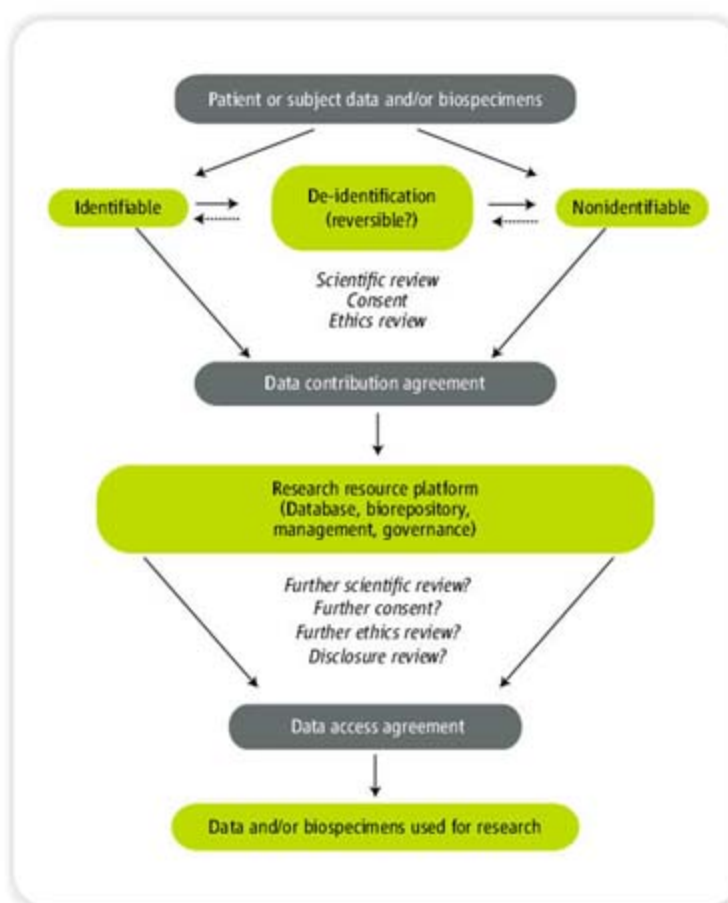 Patient or subject data and/or biospecimens
Identifiable
De-identification
(reversible?)
Nonidentifiable
Scientific review
Consent
Ethics review
Data contribution agreement
Research resource platform
(Database, biorepository,
management, governance)
Further scientific review?
Further consent?
Further ethics review?
Disclosure review?
Data access agreement
Data and/or biospecimens used for research